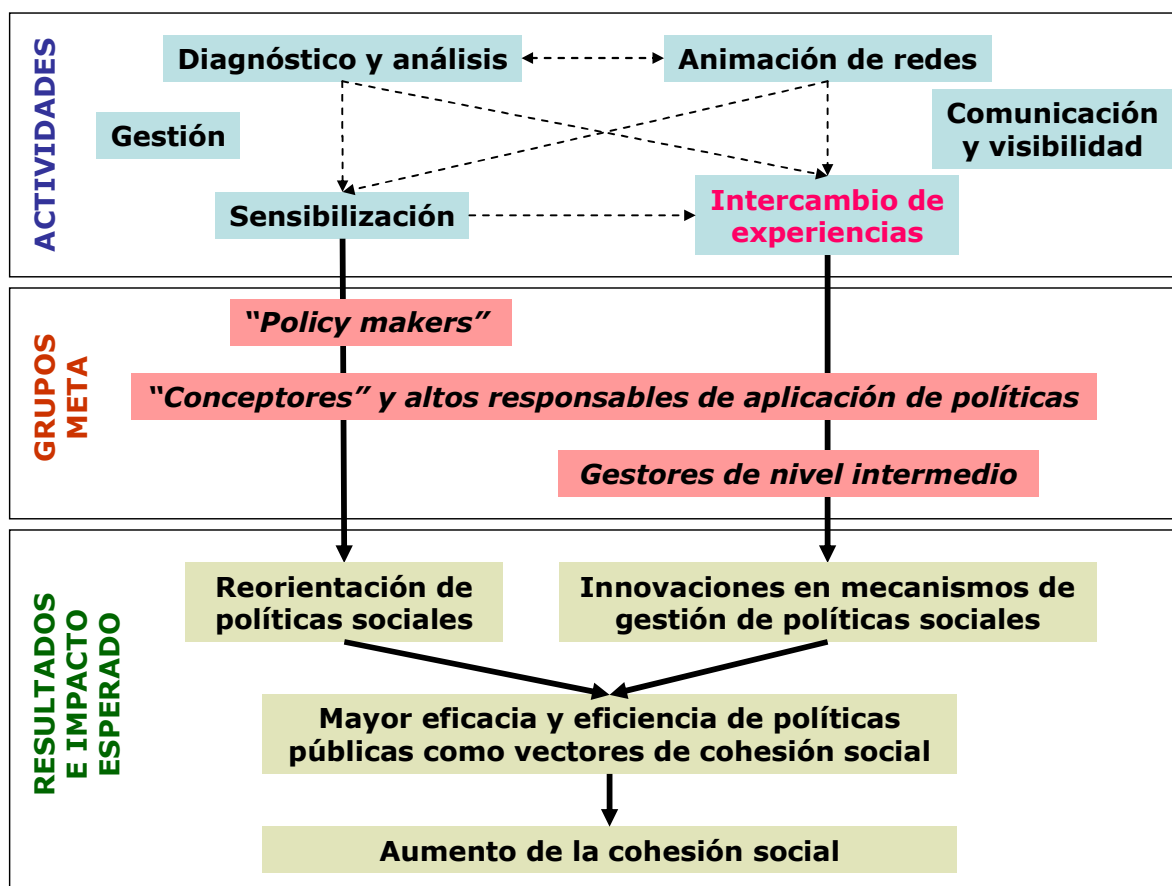 ACTIVIDADES
Diagnóstico y análisis
Animación de redes
Gestión
Comunicación
y visibilidad
Sensibilización
Intercambio de
experiencias
GRUPOS
META
“Policy makers”
“Conceptores” y altos responsables de aplicación de políticas
Gestores de nivel intermedio
RESULTADOS
E IMPACTO
ESPERADO
Reorientación de
políticas sociales
Innovaciones en mecanismos de
gestión de políticas sociales
Mayor eficacia y eficiencia de políticas
públicas como vectores de cohesión social
Aumento de la cohesión social